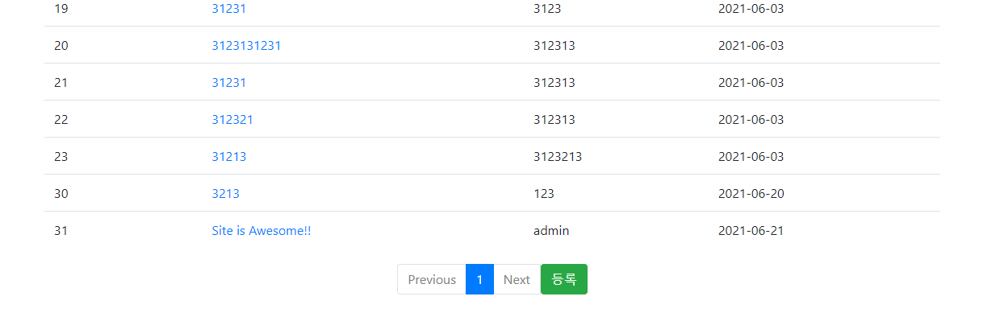 19 31231 3123 2021-06-03
20 3123131231 312313 2021-06-03
21 31231 312313 2021-06-03
22 312321 312313 2021-06-03
23 31213 3123213 2021-06-03
30 3213 123 2021-06-20
31 Site is Awesome!! admin 2021-06-21
Previous 1 Next 등록